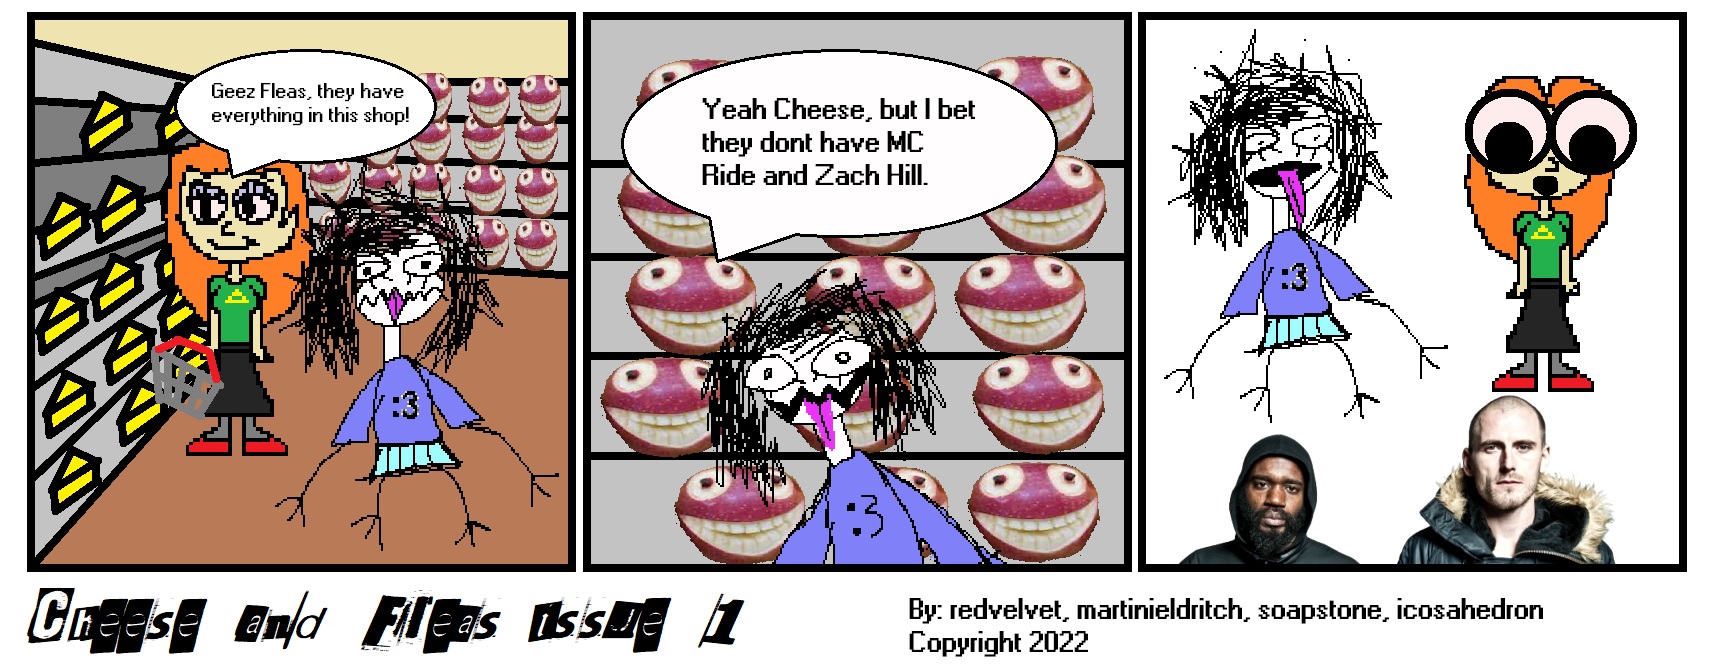 Geez Fleas, they have
everything in this shop!
:3
Yeah Cheese, but I bet
they dont have MC
Ride and Zach Hill.
:3
:3
Cheese and Fleas issue 1
By: redvelvet, martinieldritch, soapstone, icosahedron
Copyright 2022